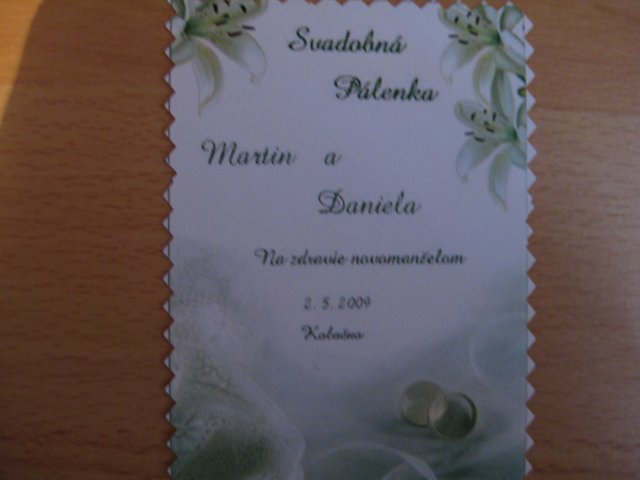 Svadobná
Pálenka
Martin a
Daniela
Na zdravie novomanželom
2. 5. 2009